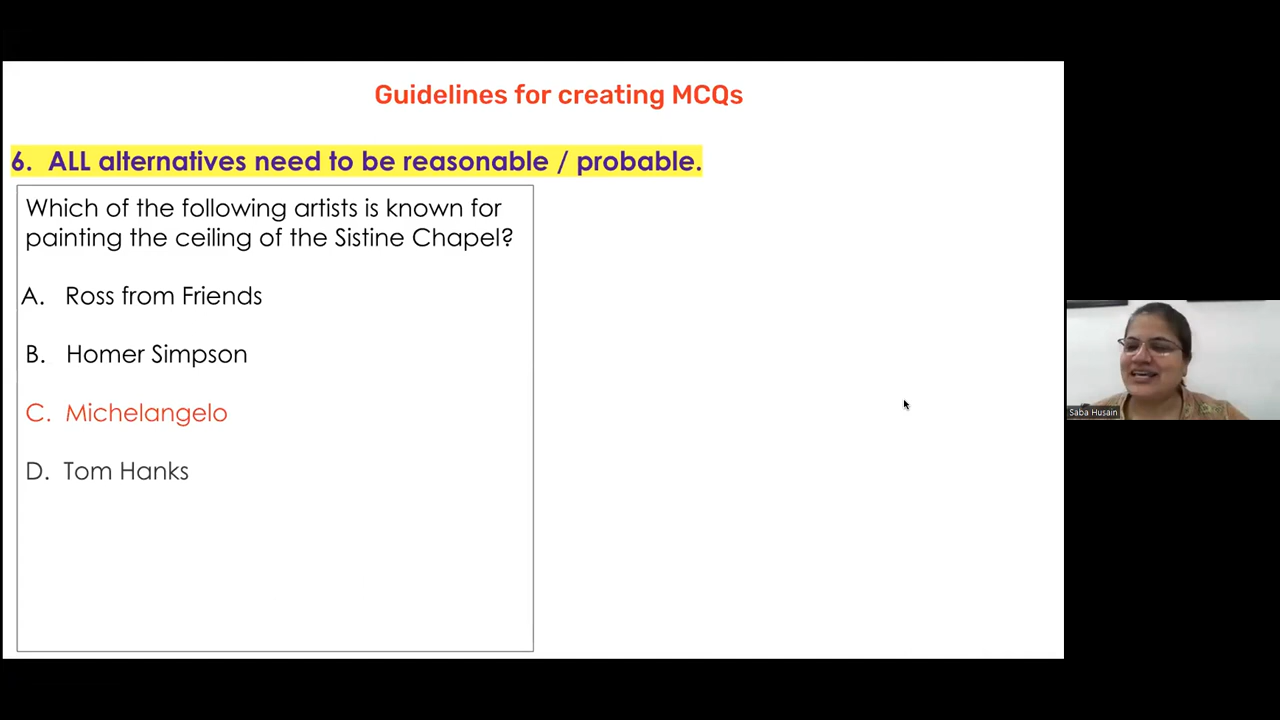 Guidelines for creating MCQs
6. ALL alternatives need to be reasonable / probable.
Which of the following artists is known for
painting the ceiling of the Sistine Chapel?
A. Ross from Friends
B. Homer Simpson
C. Michelangelo
D. Tom Hanks
Saba Husain